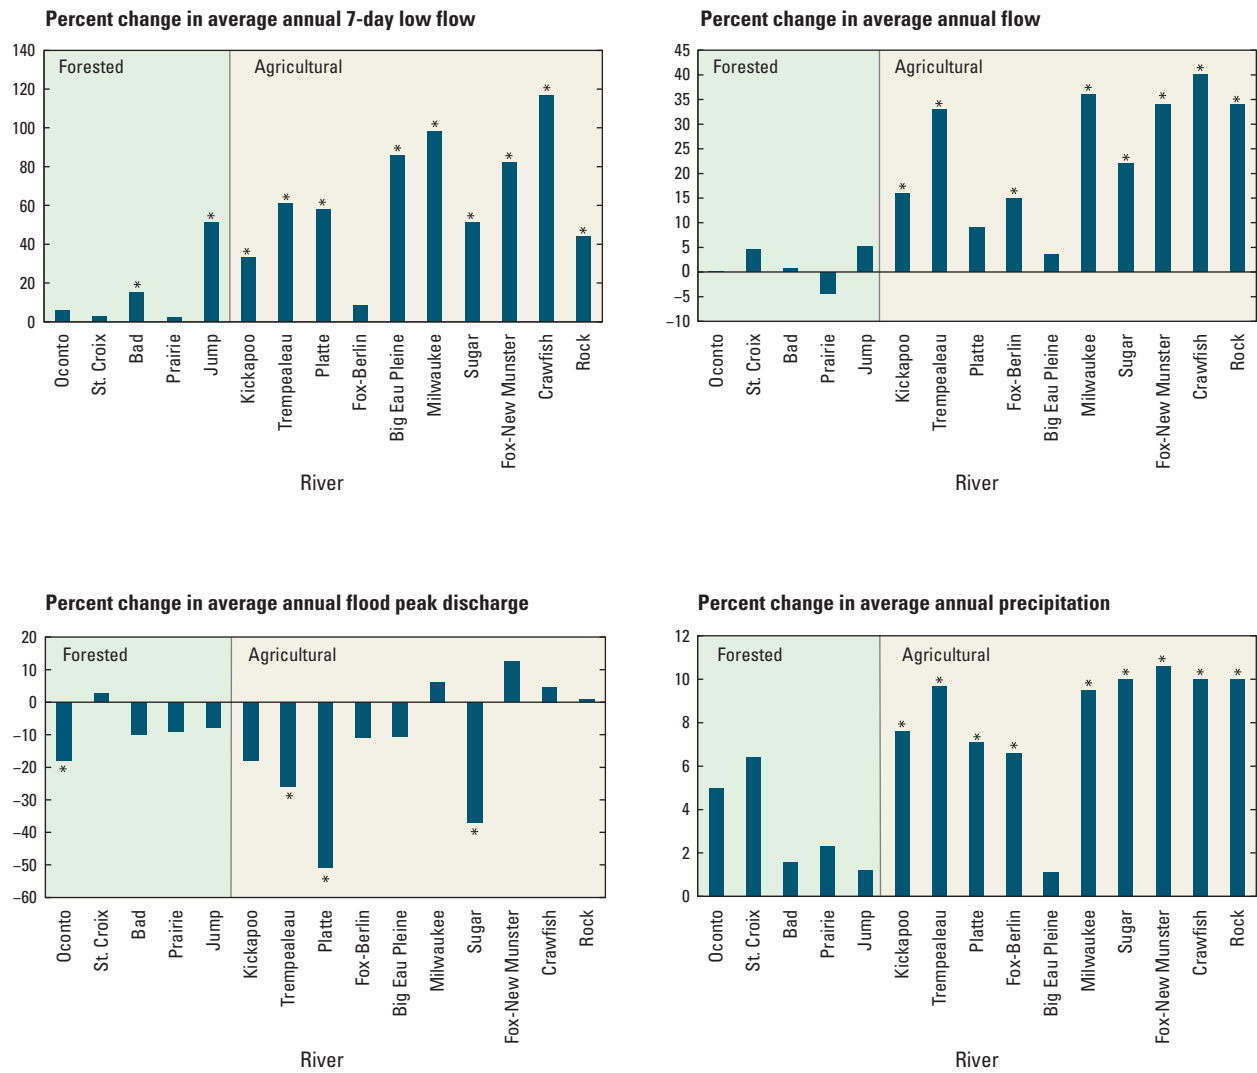 Percent change in average annual 7-day low flow
140
120
100
80
60
40
20
0
Forested
Agricultural
*
*
*
*
*
*
*
*
*
*
*
Oconto
St. Croix
Bad
Prairie
Jump
Kickapoo
Trempealeau
Platte
Fox-Berlin
Big Eau Pleine
Milwaukee
Sugar
Fox-New Munster
Crawfish
Rock
River
Percent change in average annual flow
45
40
35
30
25
20
15
10
5
0
–5
–10
Forested
Agricultural
*
*
*
*
*
*
*
*
Oconto
St. Croix
Bad
Prairie
Jump
Kickapoo
Trempealeau
Platte
Fox-Berlin
Big Eau Pleine
Milwaukee
Sugar
Fox-New Munster
Crawfish
Rock
River
Percent change in average annual flood peak discharge
20
10
0
–10
–20
–30
–40
–50
–60
Forested
Agricultural
*
*
*
*
Oconto
St. Croix
Bad
Prairie
Jump
Kickapoo
Trempealeau
Platte
Fox-Berlin
Big Eau Pleine
Milwaukee
Sugar
Fox-New Munster
Crawfish
Rock
River
Percent change in average annual precipitation
12
10
8
6
4
2
0
Forested
Agricultural
*
*
*
*
*
*
*
*
*
Oconto
St. Croix
Bad
Prairie
Jump
Kickapoo
Trempealeau
Platte
Fox-Berlin
Big Eau Pleine
Milwaukee
Sugar
Fox-New Munster
Crawfish
Rock
River